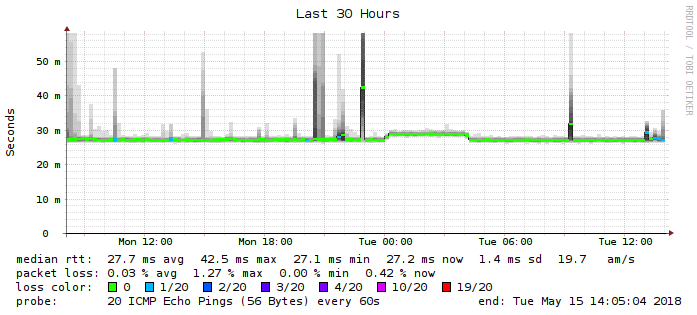 Last 30 Hours
RRDTOOL / TOBI OETIKER
Seconds
50 m
40 m
30 m
20 m
10 m
0
Mon 12:00 Mon 18:00 Tue 00:00 Tue 06:00 Tue 12:00
median rtt: 27.7 ms avg 42.5 ms max 27.1 ms min 27.2 ms now 1.4 ms sd 19.7 am/s
packet loss: 0.03 % avg 1.27 % max 0.00 % min 0.42 % now
loss color: 0 1/20 2/20 3/20 4/20 10/20 19/20
probe: 20 ICMP Echo Pings (56 Bytes) every 60s end: Tue May 15 14:05:04 2018